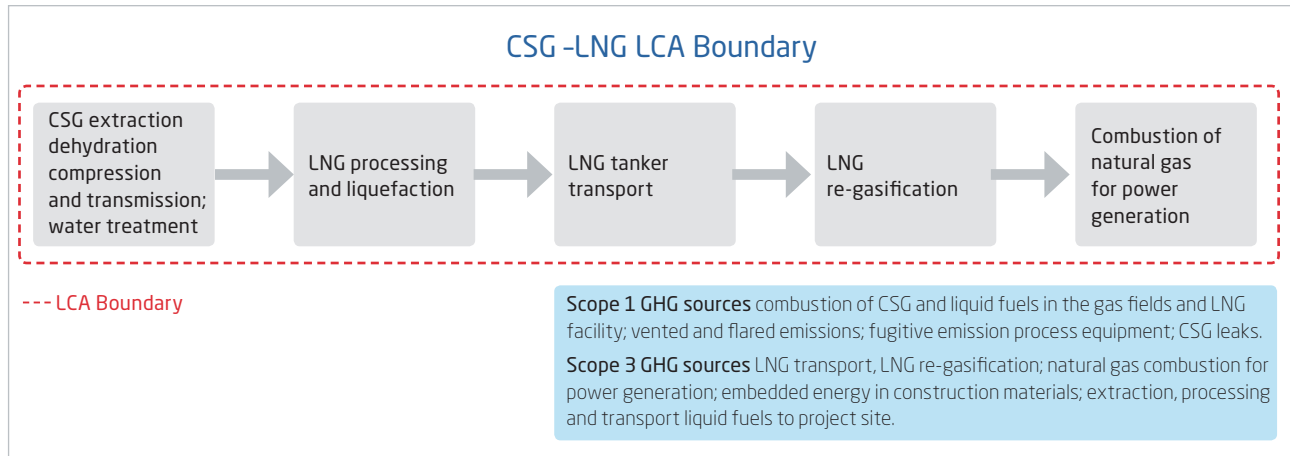 CSG –LNG LCA Boundary
CSG extraction
dehydration
compression
and transmission;
water treatment
LNG processing
and liquefaction
LNG tanker
transport
LNG
re-gasification
Combustion of
natural gas
for power
generation
LCA Boundary
Scope 1 GHG sources combustion of CSG and liquid fuels in the gas fields and LNG
facility; vented and flared emissions; fugitive emission process equipment; CSG leaks.
Scope 3 GHG sources LNG transport, LNG re-gasification; natural gas combustion for
power generation; embedded energy in construction materials; extraction, processing
and transport liquid fuels to project site.